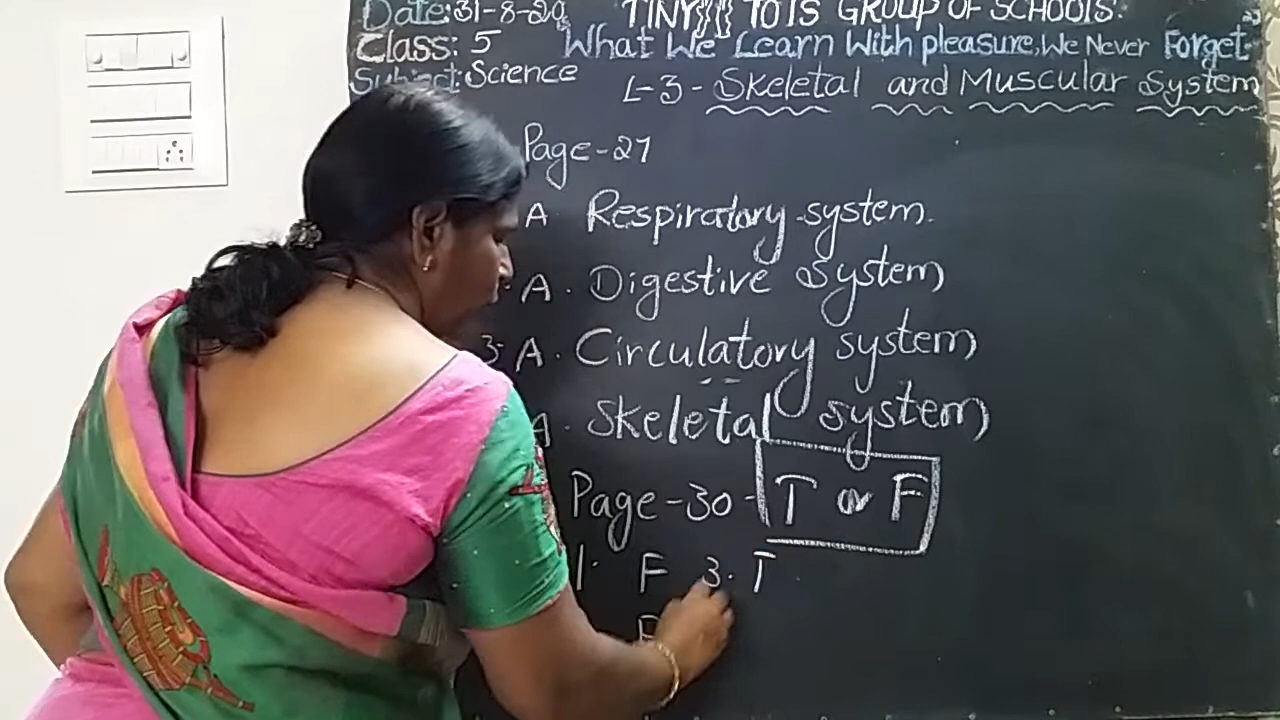 Date: 31-8-20 TINY TOTS GROUP OF SCHOOLS.
Class: 5 What We Learn With pleasure, We Never Forget.
Subject: Science L-3- Skeletal and Muscular System
Page-27
A. Respiratory system.
A. Digestive system
3. A. Circulatory system
A. Skeletal system
Page-30- T or F
1. F 3. T